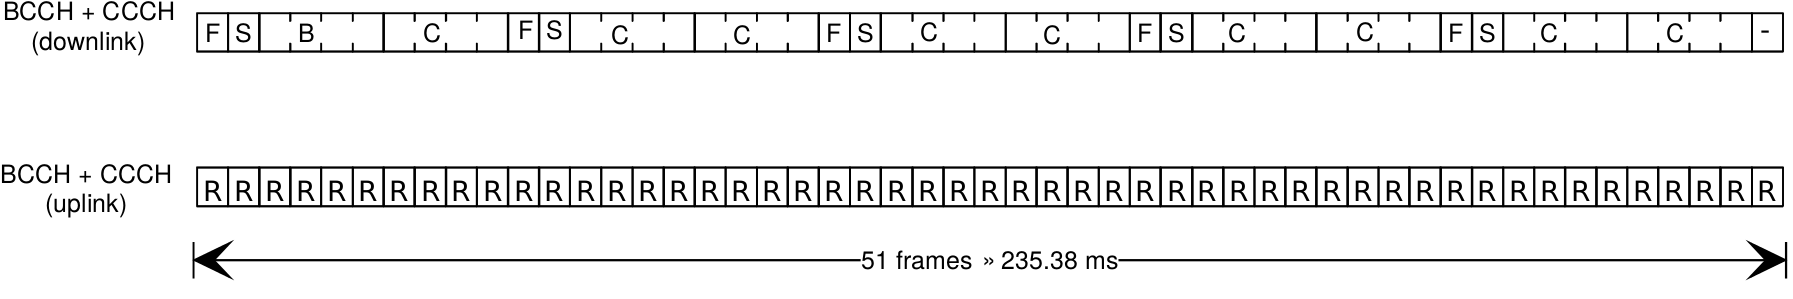 BCCH + CCCH
(downlink)
F S B C F S C C F S C C F S C C F S C C -
BCCH + CCCH
(uplink)
R R R R R R R R R R R R R R R R R R R R R R R R R R R R R R R R R R R R R R R R R R R R R R R R R R R
51 frames » 235.38 ms